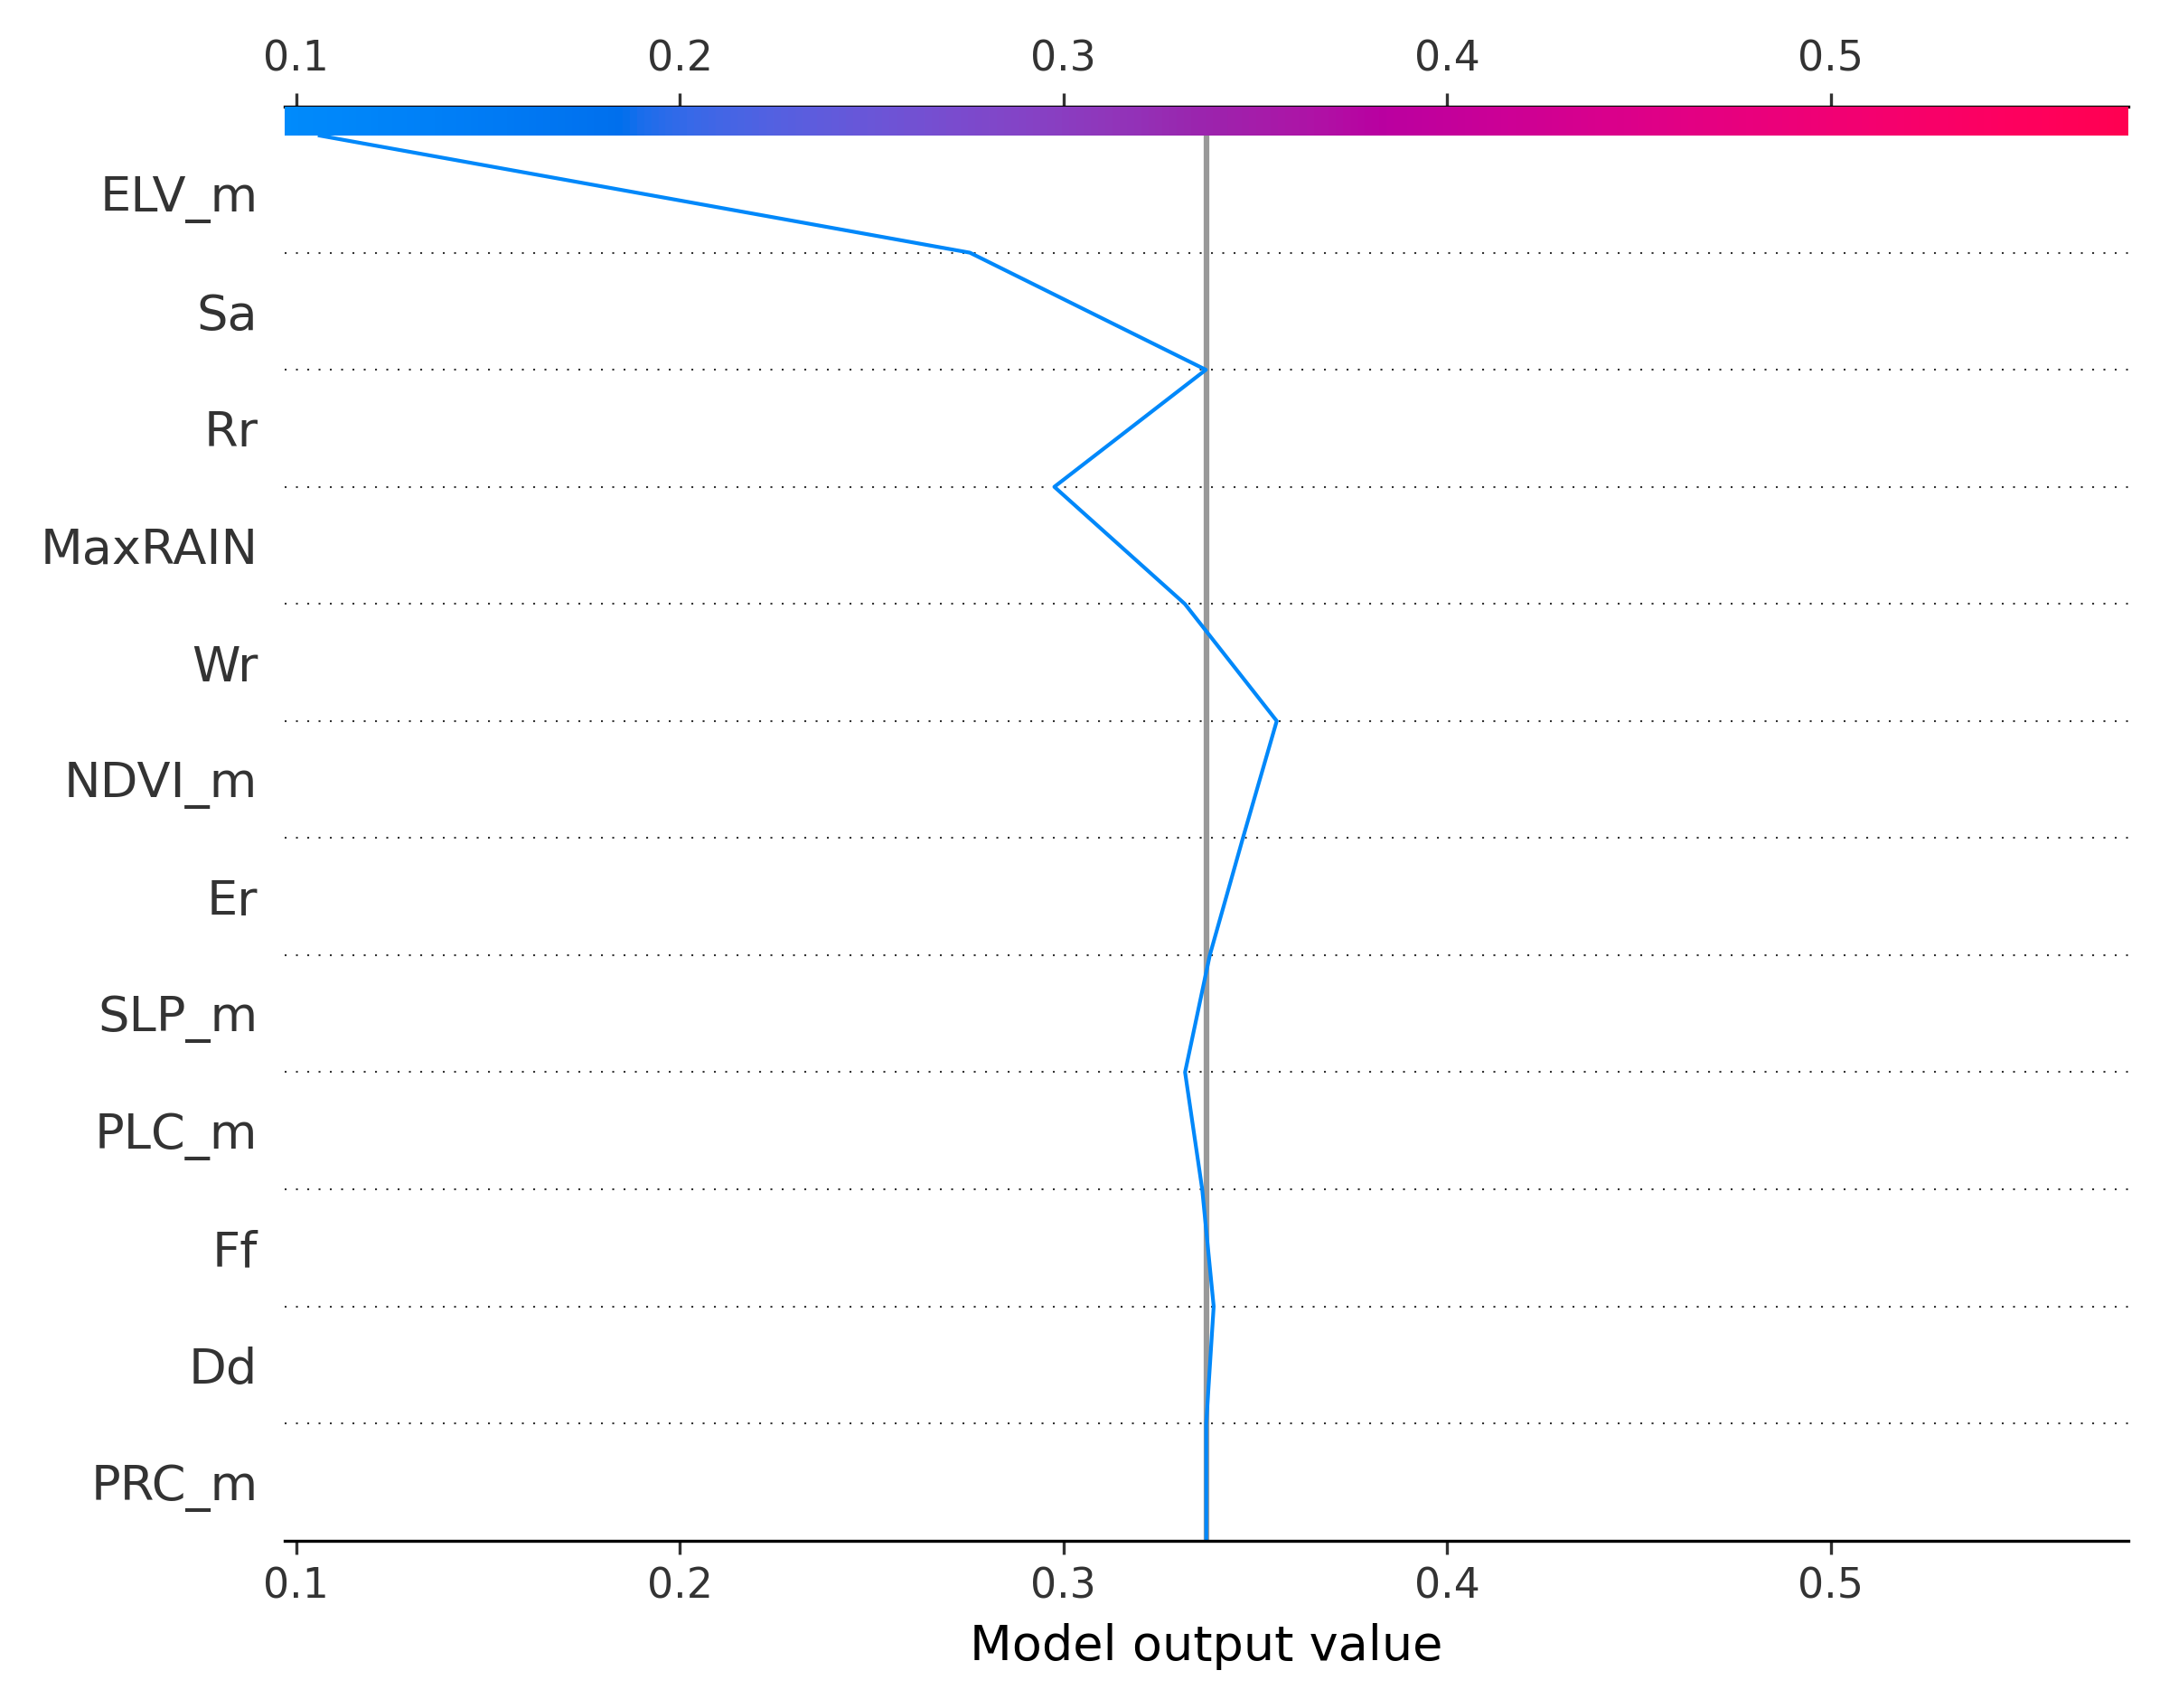 0.1 0.2 0.3 0.4 0.5
ELV_m
Sa
Rr
MaxRAIN
Wr
NDVI_m
Er
SLP_m
PLC_m
Ff
Dd
PRC_m
0.1 0.2 0.3 0.4 0.5
Model output value